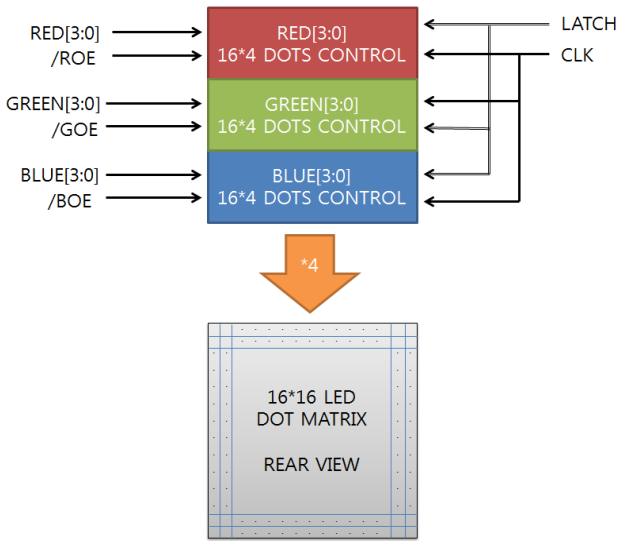 RED[3:0]
/ROE
RED[3:0]
16*4 DOTS CONTROL
LATCH
CLK
GREEN[3:0]
/GOE
GREEN[3:0]
16*4 DOTS CONTROL
BLUE[3:0]
/BOE
BLUE[3:0]
16*4 DOTS CONTROL
*4
16*16 LED
DOT MATRIX
REAR VIEW